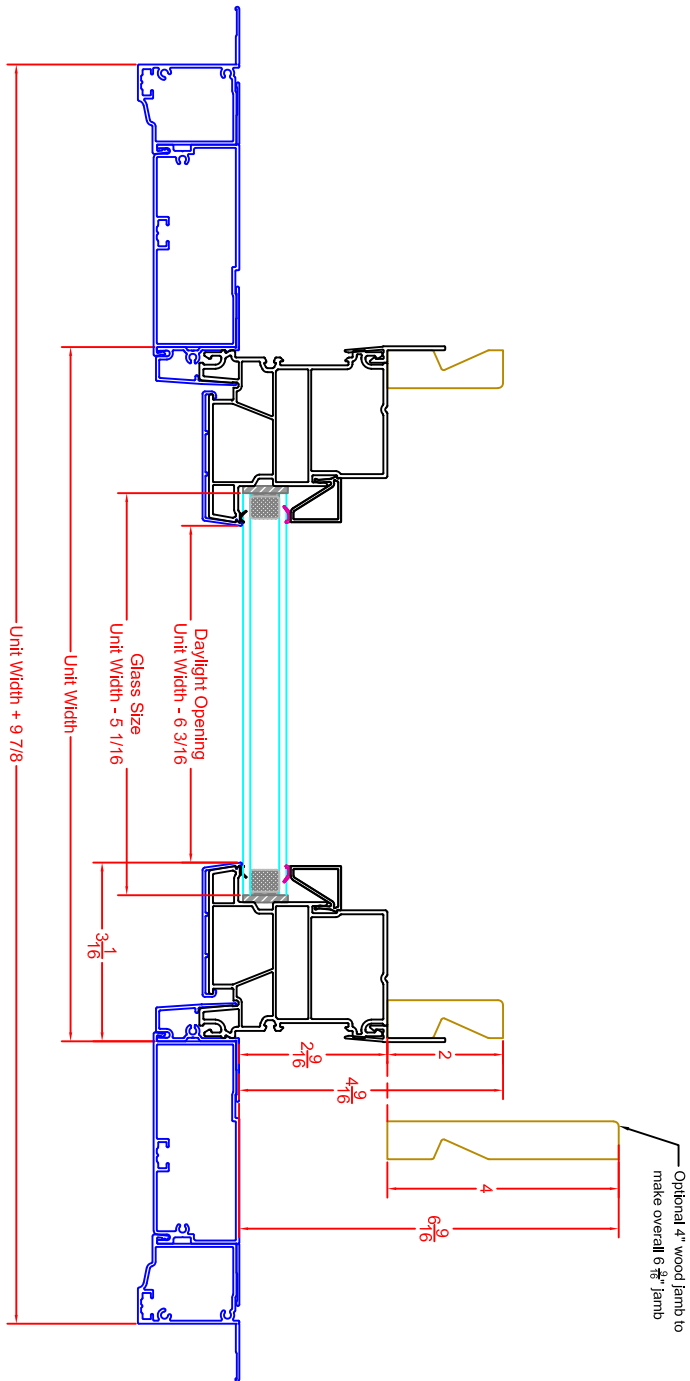 Optional 4" wood jamb to
make overall 6 9/16" jamb
4
6 9/16
2
4 9/16
2 9/16
3 1/16
Daylight Opening
Unit Width - 6 3/16
Glass Size
Unit Width - 5 1/16
Unit Width
Unit Width + 9 7/8